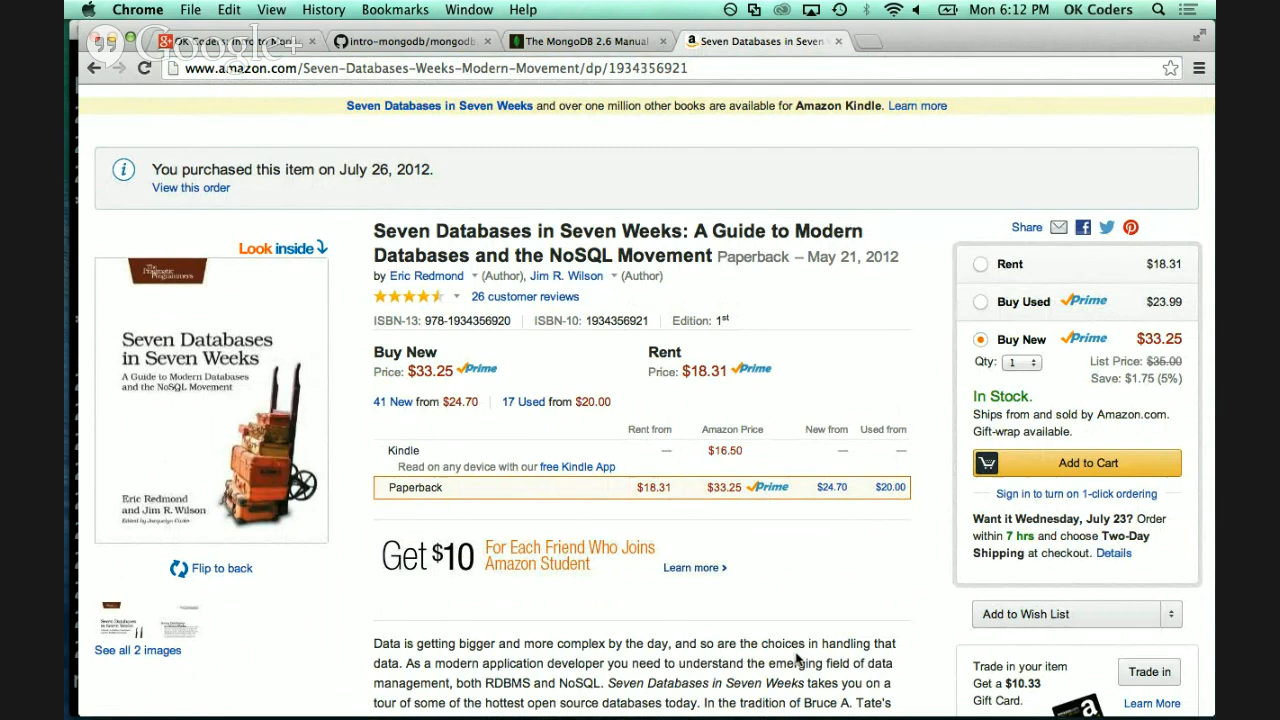 Chrome File Edit View History Bookmarks Window Help Mon 6:12 PM OK Coders
Google+
intro-mongodb/mongodb
The MongoDB 2.6 Manual
Seven Databases in Seven
www.amazon.com/Seven-Databases-Weeks-Modern-Movement/dp/1934356921
Seven Databases in Seven Weeks and over one million other books are available for Amazon Kindle. Learn more
You purchased this item on July 26, 2012.
View this order
Look inside
The Pragmatic Programmers
Seven Databases
in Seven Weeks
A Guide to Modern Databases
and the NoSQL Movement
Eric Redmond
and Jim R. Wilson
Edited by Jacquelyn Carter
Flip to back
See all 2 images
Seven Databases in Seven Weeks: A Guide to Modern
Databases and the NoSQL Movement Paperback – May 21, 2012
by Eric Redmond (Author), Jim R. Wilson (Author)
26 customer reviews
ISBN-13: 978-1934356920 ISBN-10: 1934356921 Edition: 1st
Buy New
Price: $33.25 Prime
Rent
Price: $18.31 Prime
41 New from $24.70 17 Used from $20.00
Rent from Amazon Price New from Used from
Kindle — $16.50 — —
Read on any device with our free Kindle App
Paperback $18.31 $33.25 Prime $24.70 $20.00
Get $10 For Each Friend Who Joins
Amazon Student
Learn more ›
Data is getting bigger and more complex by the day, and so are the choices in handling that
data. As a modern application developer you need to understand the emerging field of data
management, both RDBMS and NoSQL. Seven Databases in Seven Weeks takes you on a
tour of some of the hottest open source databases today. In the tradition of Bruce A. Tate's
Share
Rent $18.31
Buy Used Prime $23.99
Buy New Prime $33.25
Qty: 1 List Price: $35.00
Save: $1.75 (5%)
In Stock.
Ships from and sold by Amazon.com.
Gift-wrap available.
Add to Cart
Sign in to turn on 1-click ordering
Want it Wednesday, July 23? Order
within 7 hrs and choose Two-Day
Shipping at checkout. Details
Add to Wish List
Trade in your item
Get a $10.33
Gift Card.
Trade in
Learn More